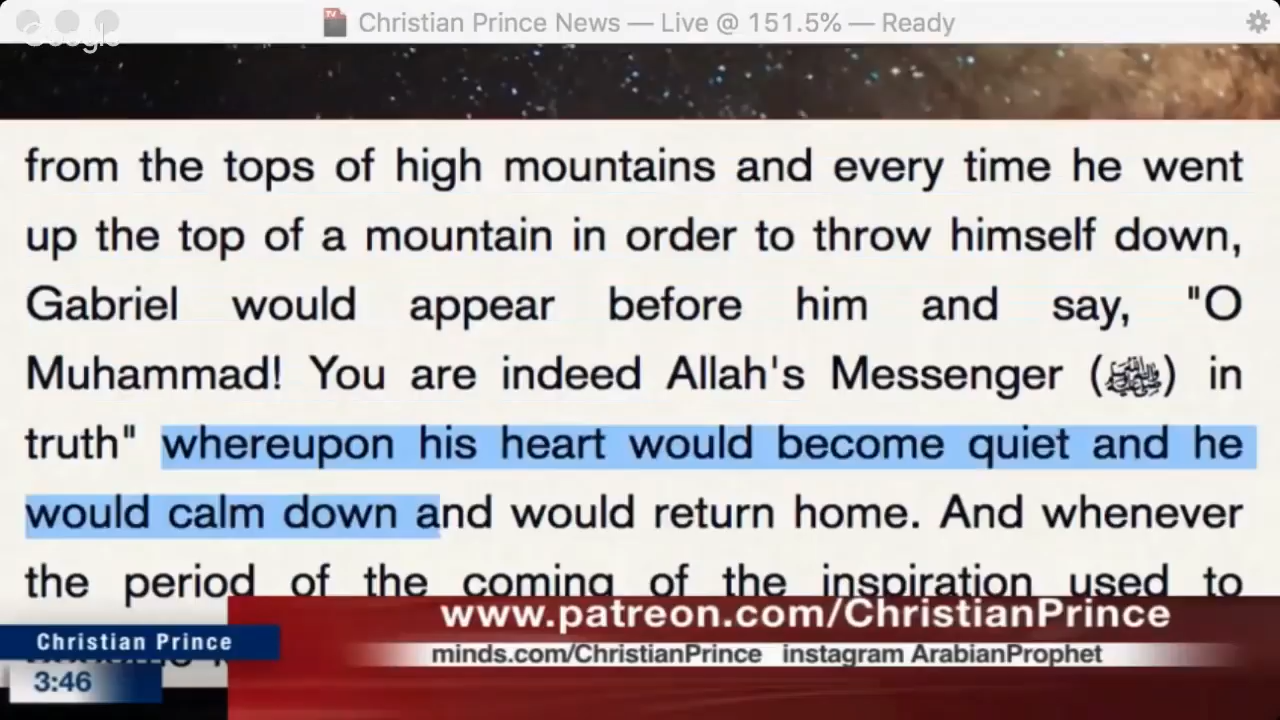 Christian Prince News — Live @ 151.5% — Ready
Google
from the tops of high mountains and every time he went
up the top of a mountain in order to throw himself down,
Gabriel would appear before him and say, "O
Muhammad! You are indeed Allah's Messenger (ﷺ) in
truth" whereupon his heart would become quiet and he
would calm down and would return home. And whenever
the period of the coming of the inspiration used to
www.patreon.com/ChristianPrince
Christian Prince
minds.com/ChristianPrince instagram ArabianProphet
3:46